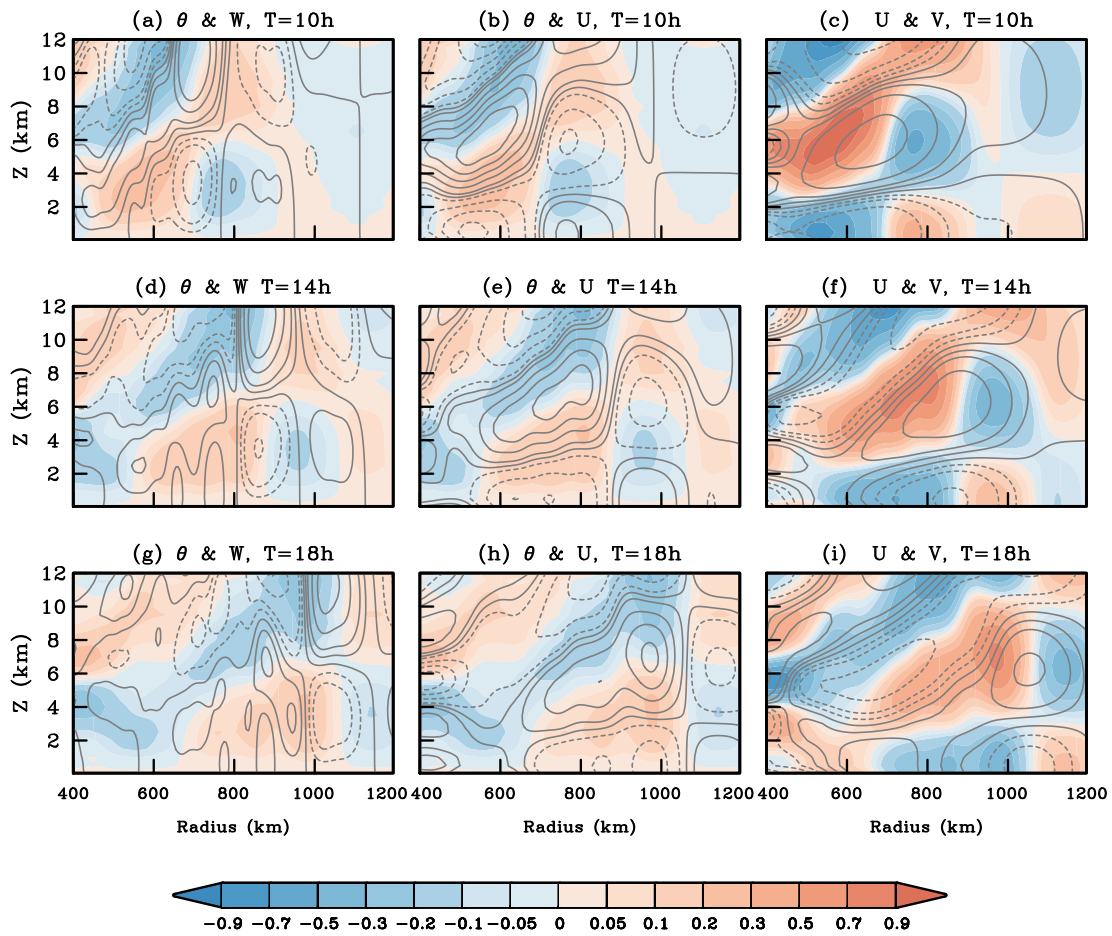 (a) θ & W, T=10h
(b) θ & U, T=10h
(c) U & V, T=10h
12
10
8
6
4
2
Z (km)
(d) θ & W T=14h
(e) θ & U T=14h
(f) U & V, T=14h
12
10
8
6
4
2
Z (km)
(g) θ & W, T=18h
(h) θ & U, T=18h
(i) U & V, T=18h
12
10
8
6
4
2
Z (km)
400 600 800 1000 1200
400 600 800 1000 1200
400 600 800 1000 1200
Radius (km)
Radius (km)
Radius (km)
-0.9 -0.7 -0.5 -0.3 -0.2 -0.1 -0.05 0 0.05 0.1 0.2 0.3 0.5 0.7 0.9